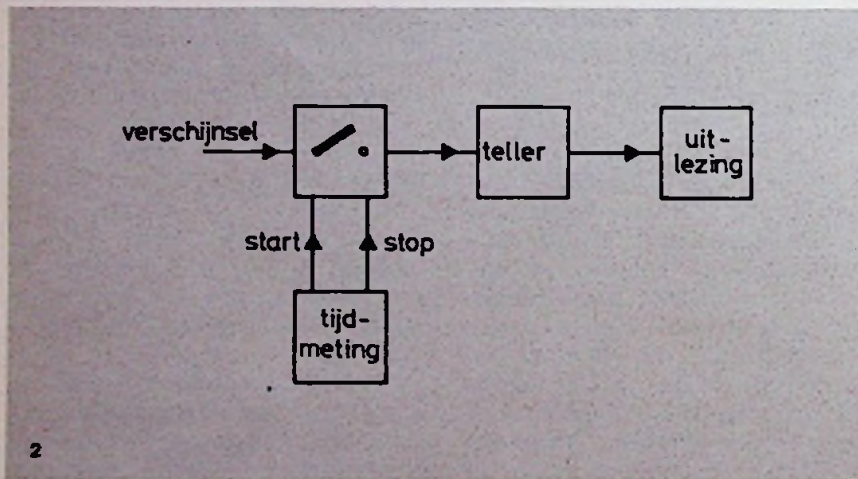 verschijnsel
teller
uit-
lezing
start
stop
tijd-
meting
2